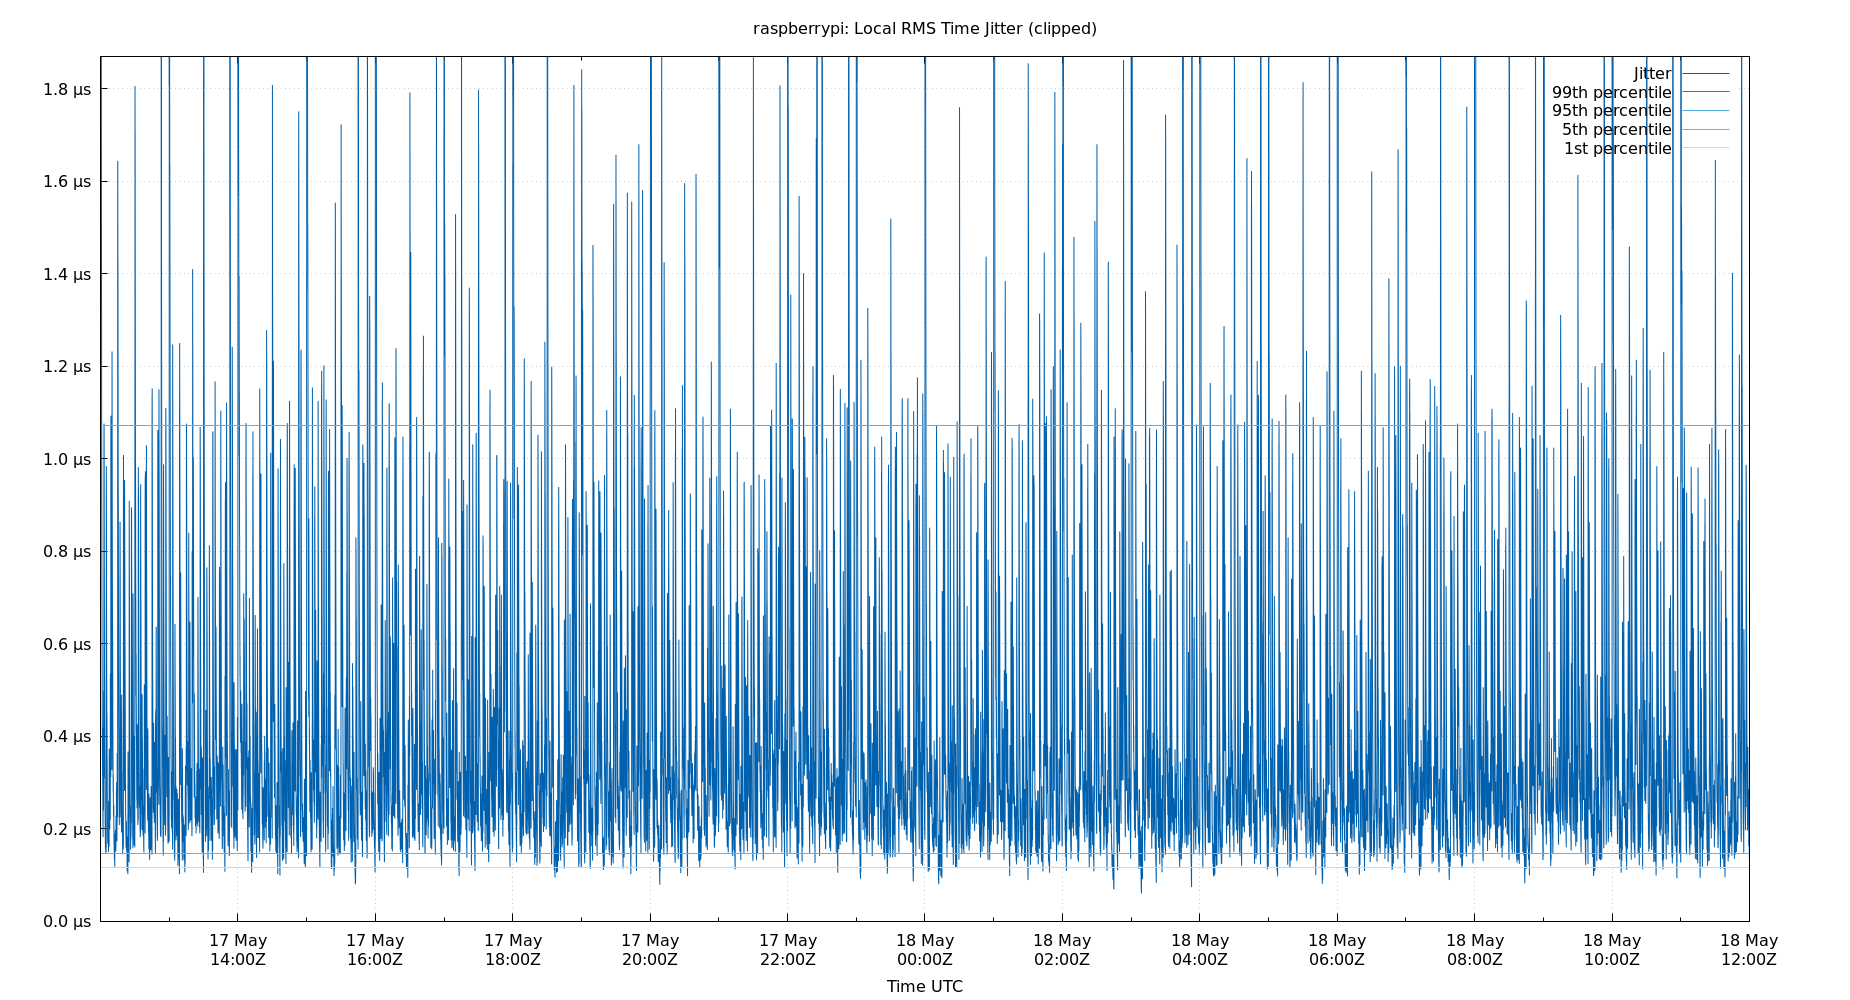 raspberrypi: Local RMS Time Jitter (clipped)
1.8 µs
1.6 µs
1.4 µs
1.2 µs
1.0 µs
0.8 µs
0.6 µs
0.4 µs
0.2 µs
0.0 µs
Jitter
99th percentile
95th percentile
5th percentile
1st percentile
17 May 17 May 17 May 17 May 17 May 18 May 18 May 18 May 18 May 18 May 18 May 18 May
14:00Z 16:00Z 18:00Z 20:00Z 22:00Z 00:00Z 02:00Z 04:00Z 06:00Z 08:00Z 10:00Z 12:00Z
Time UTC